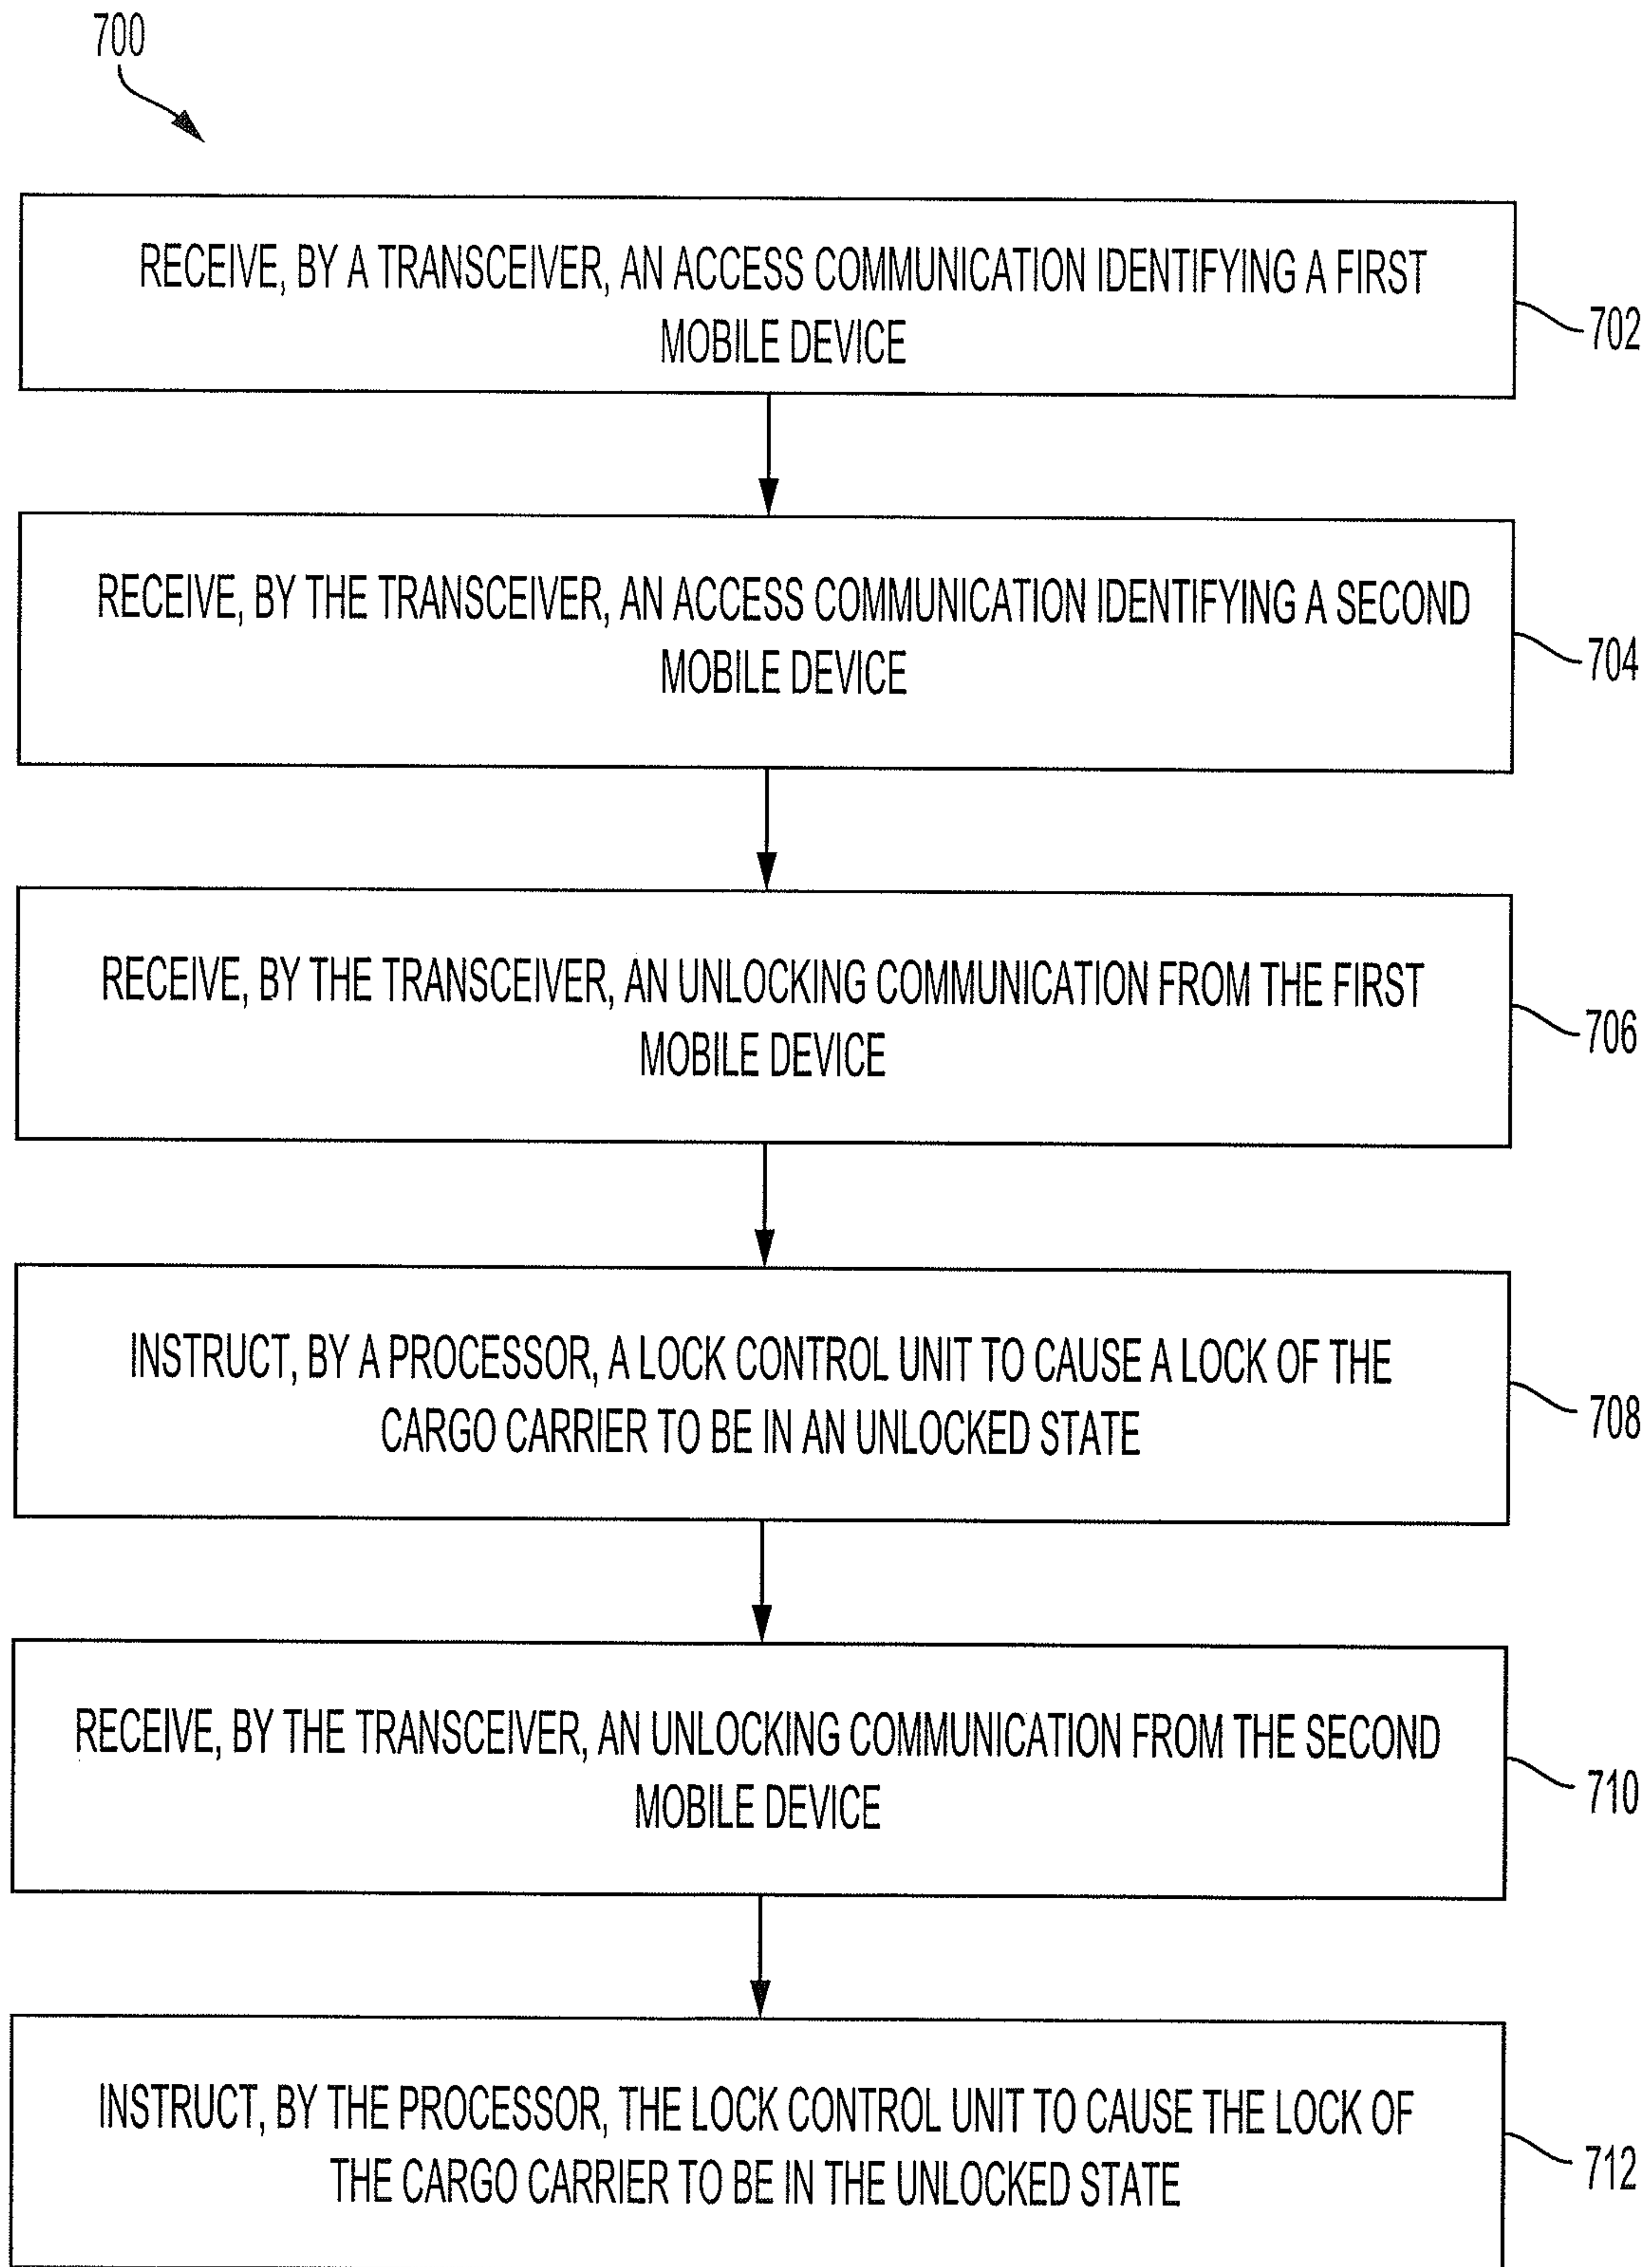 700
RECEIVE, BY A TRANSCEIVER, AN ACCESS COMMUNICATION IDENTIFYING A FIRST
MOBILE DEVICE
702
RECEIVE, BY THE TRANSCEIVER, AN ACCESS COMMUNICATION IDENTIFYING A SECOND
MOBILE DEVICE
704
RECEIVE, BY THE TRANSCEIVER, AN UNLOCKING COMMUNICATION FROM THE FIRST
MOBILE DEVICE
706
INSTRUCT, BY A PROCESSOR, A LOCK CONTROL UNIT TO CAUSE A LOCK OF THE
CARGO CARRIER TO BE IN AN UNLOCKED STATE
708
RECEIVE, BY THE TRANSCEIVER, AN UNLOCKING COMMUNICATION FROM THE SECOND
MOBILE DEVICE
710
INSTRUCT, BY THE PROCESSOR, THE LOCK CONTROL UNIT TO CAUSE THE LOCK OF
THE CARGO CARRIER TO BE IN THE UNLOCKED STATE
712